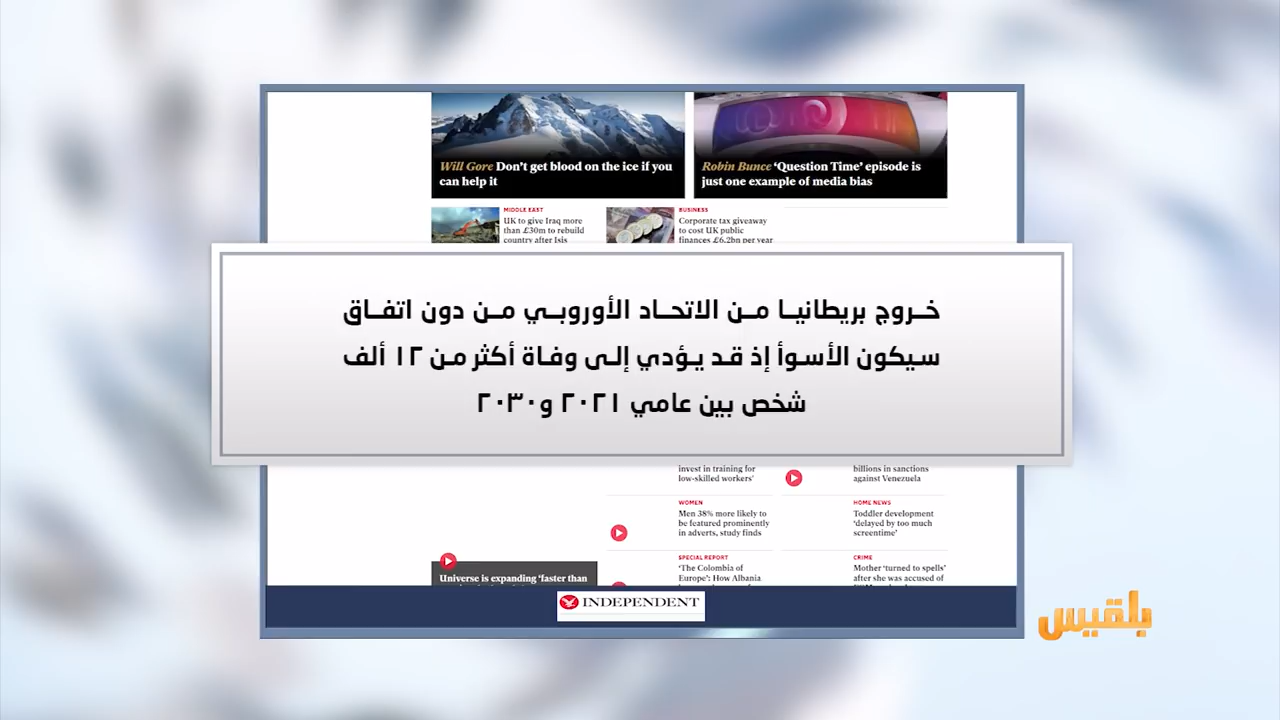 Will Gore Don't get blood on the ice if you
can help it
Robin Bunce 'Question Time' episode is
just one example of media bias
MIDDLE EAST
UK to give Iraq more
than £30m to rebuild
country after Isis
BUSINESS
Corporate tax giveaway
to cost UK public
finances £6.2bn per year
خروج بريطانيا من الاتحاد الأوروبي من دون اتفاق
سيكون الأسوأ إذ قد يؤدي إلى وفاة أكثر من ١٢ ألف
شخص بين عامي ٢٠٢١ و٢٠٣٠
invest in training for
low-skilled workers'
billions in sanctions
against Venezuela
WOMEN
Men 38% more likely to
be featured prominently
in adverts, study finds
HOME NEWS
Toddler development
'delayed by too much
screentime'
SPECIAL REPORT
'The Colombia of
Europe': How Albania
CRIME
Mother 'turned to spells'
after she was accused of
Universe is expanding 'faster than
INDEPENDENT
بلقيس